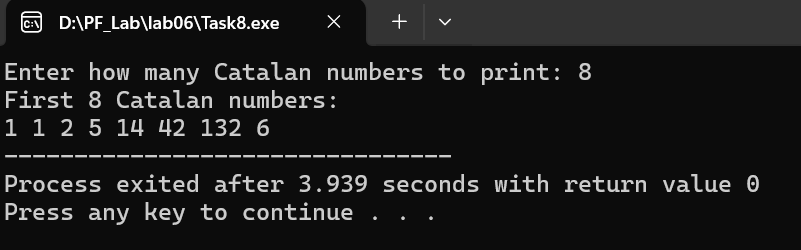 D:\PF_Lab\lab06\Task8.exe
Enter how many Catalan numbers to print: 8
First 8 Catalan numbers:
1 1 2 5 14 42 132 6
--------------------------------
Process exited after 3.939 seconds with return value 0
Press any key to continue . . .